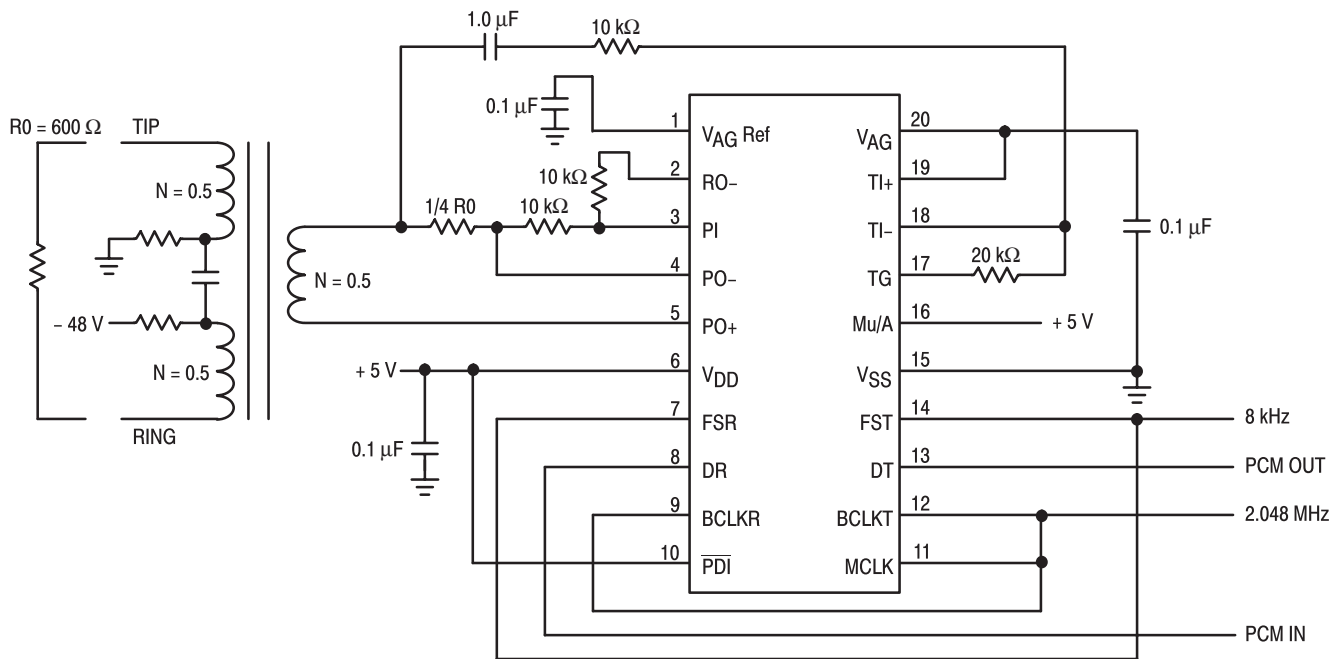 1.0 μF
10 kΩ
0.1 μF
R0 = 600 Ω
TIP
N = 0.5
– 48 V
N = 0.5
RING
N = 0.5
1/4 R0
10 kΩ
10 kΩ
1
VAG Ref
2
RO–
3
PI
4
PO–
5
PO+
+ 5 V
6
VDD
7
FSR
0.1 μF
8
DR
9
BCLKR
10
PDI
20
VAG
19
TI+
18
TI–
0.1 μF
17
TG
20 kΩ
16
Mu/A
+ 5 V
15
VSS
14
FST
8 kHz
13
DT
PCM OUT
12
BCLKT
2.048 MHz
11
MCLK
PCM IN